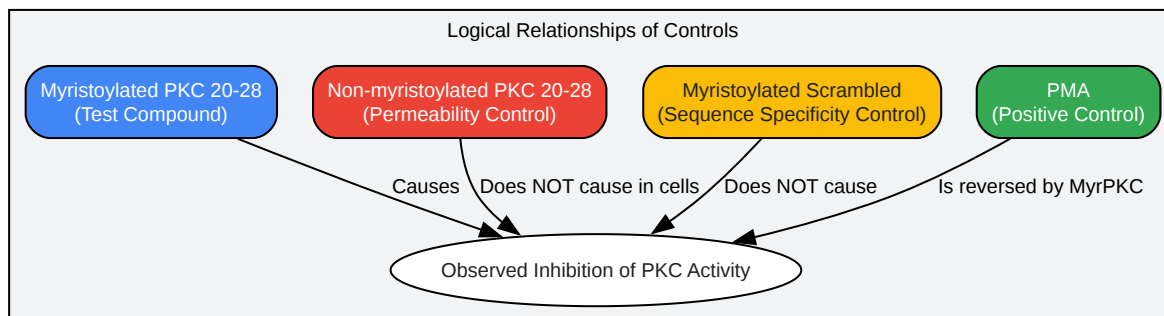 Logical Relationships of Controls
Myristoylated PKC 20-28
(Test Compound)
Non-myristoylated PKC 20-28
(Permeability Control)
Myristoylated Scrambled
(Sequence Specificity Control)
PMA
(Positive Control)
Causes
Does NOT cause in cells
Does NOT cause
Is reversed by MyrPKC
Observed Inhibition of PKC Activity